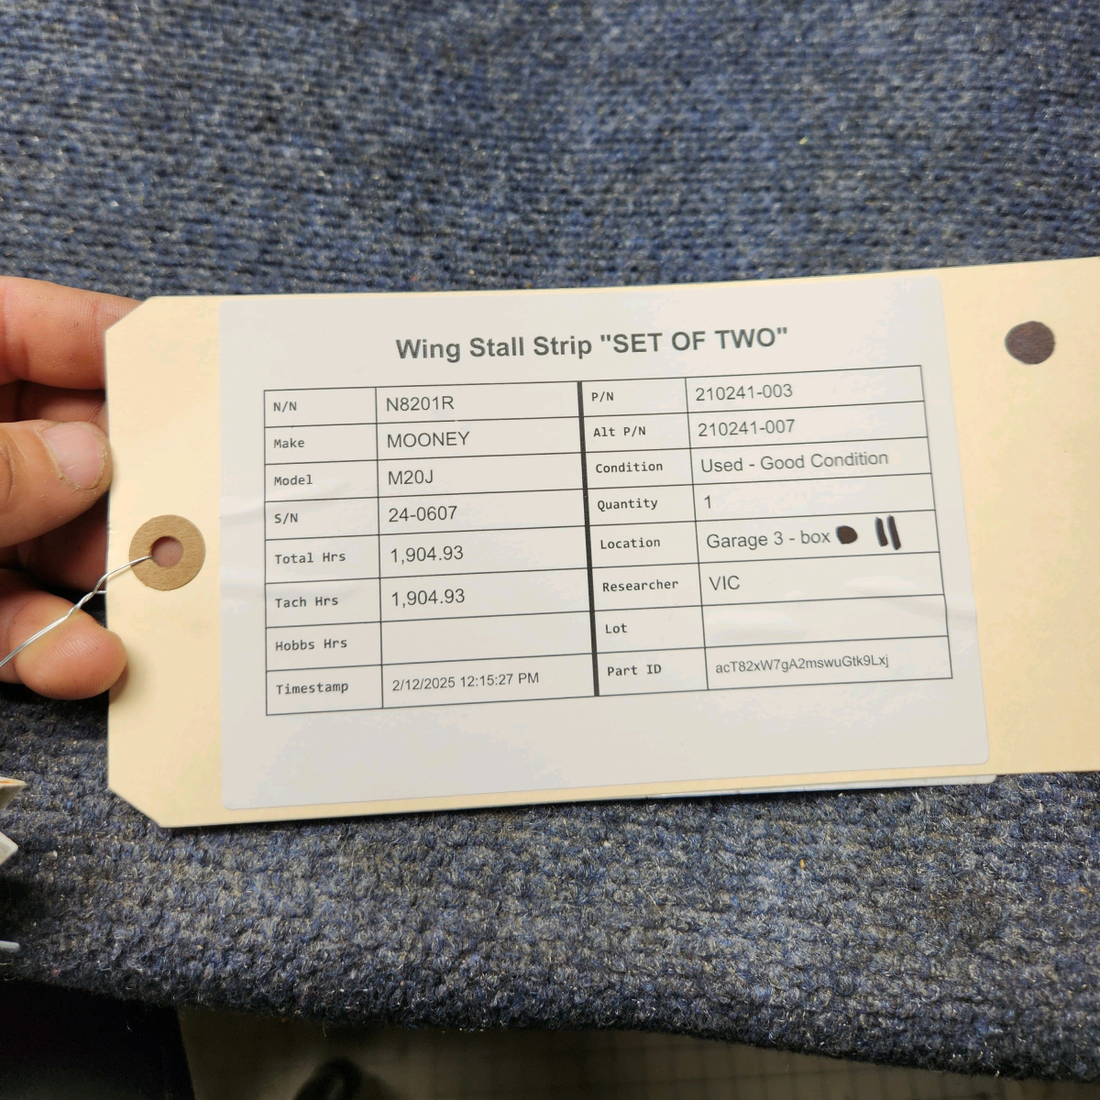 Wing Stall Strip "SET OF TWO"
N/N N8201R P/N 210241-003
Make MOONEY Alt P/N 210241-007
Model M20J Condition Used - Good Condition
S/N 24-0607 Quantity 1
Total Hrs 1,904.93 Location Garage 3 - box 11
Tach Hrs 1,904.93 Researcher VIC
Hobbs Hrs Lot
Timestamp 2/12/2025 12:15:27 PM Part ID acT82xW7gA2mswuGtk9Lxj